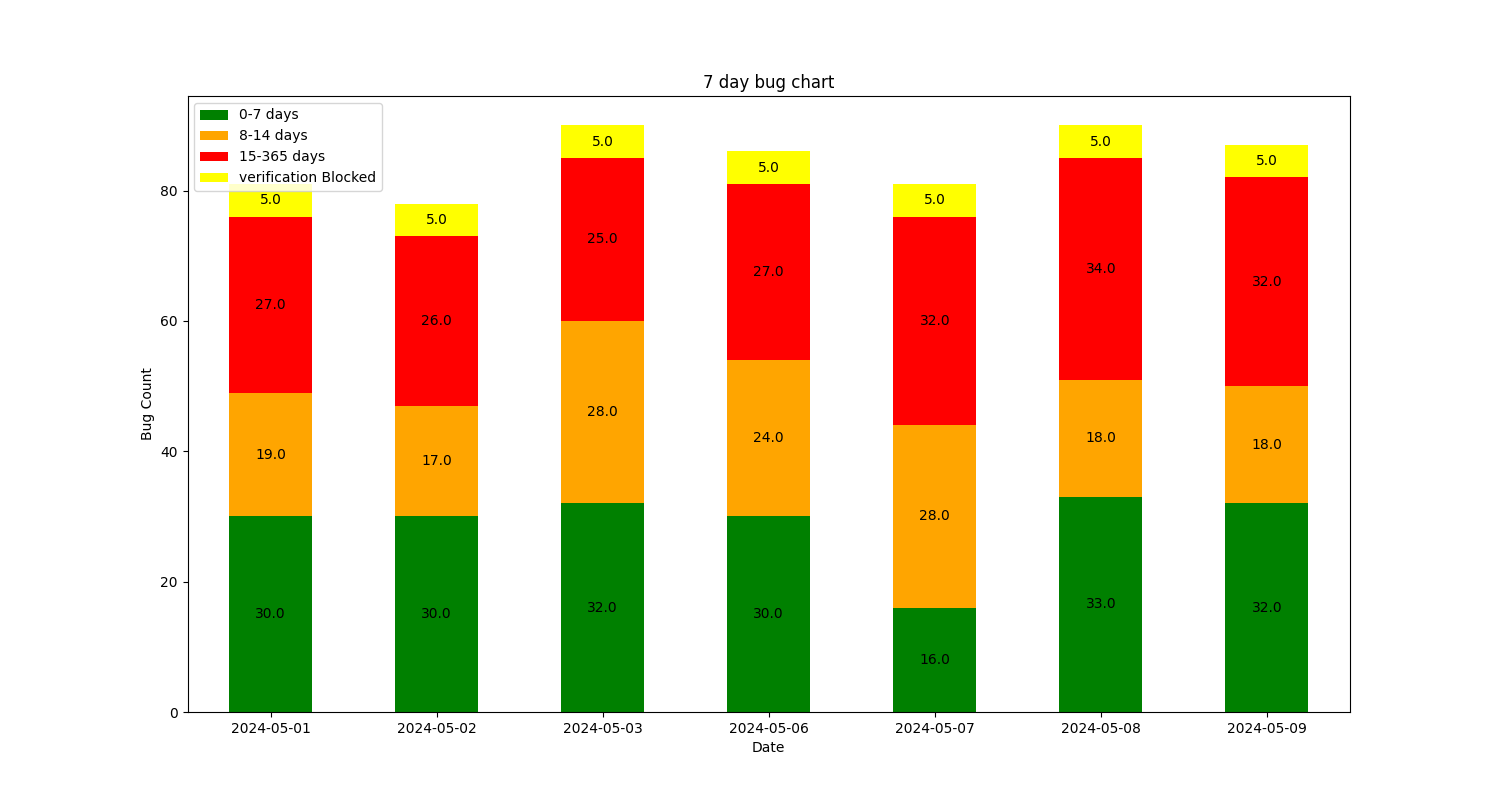 7 day bug chart
0-7 days
8-14 days
15-365 days
verification Blocked
Bug Count
80
60
40
20
0
5.0 5.0 5.0 5.0 5.0 5.0 5.0
27.0 26.0 25.0 27.0 32.0 34.0 32.0
19.0 17.0 28.0 24.0 28.0 18.0 18.0
30.0 30.0 32.0 30.0 16.0 33.0 32.0
2024-05-01 2024-05-02 2024-05-03 2024-05-06 2024-05-07 2024-05-08 2024-05-09
Date